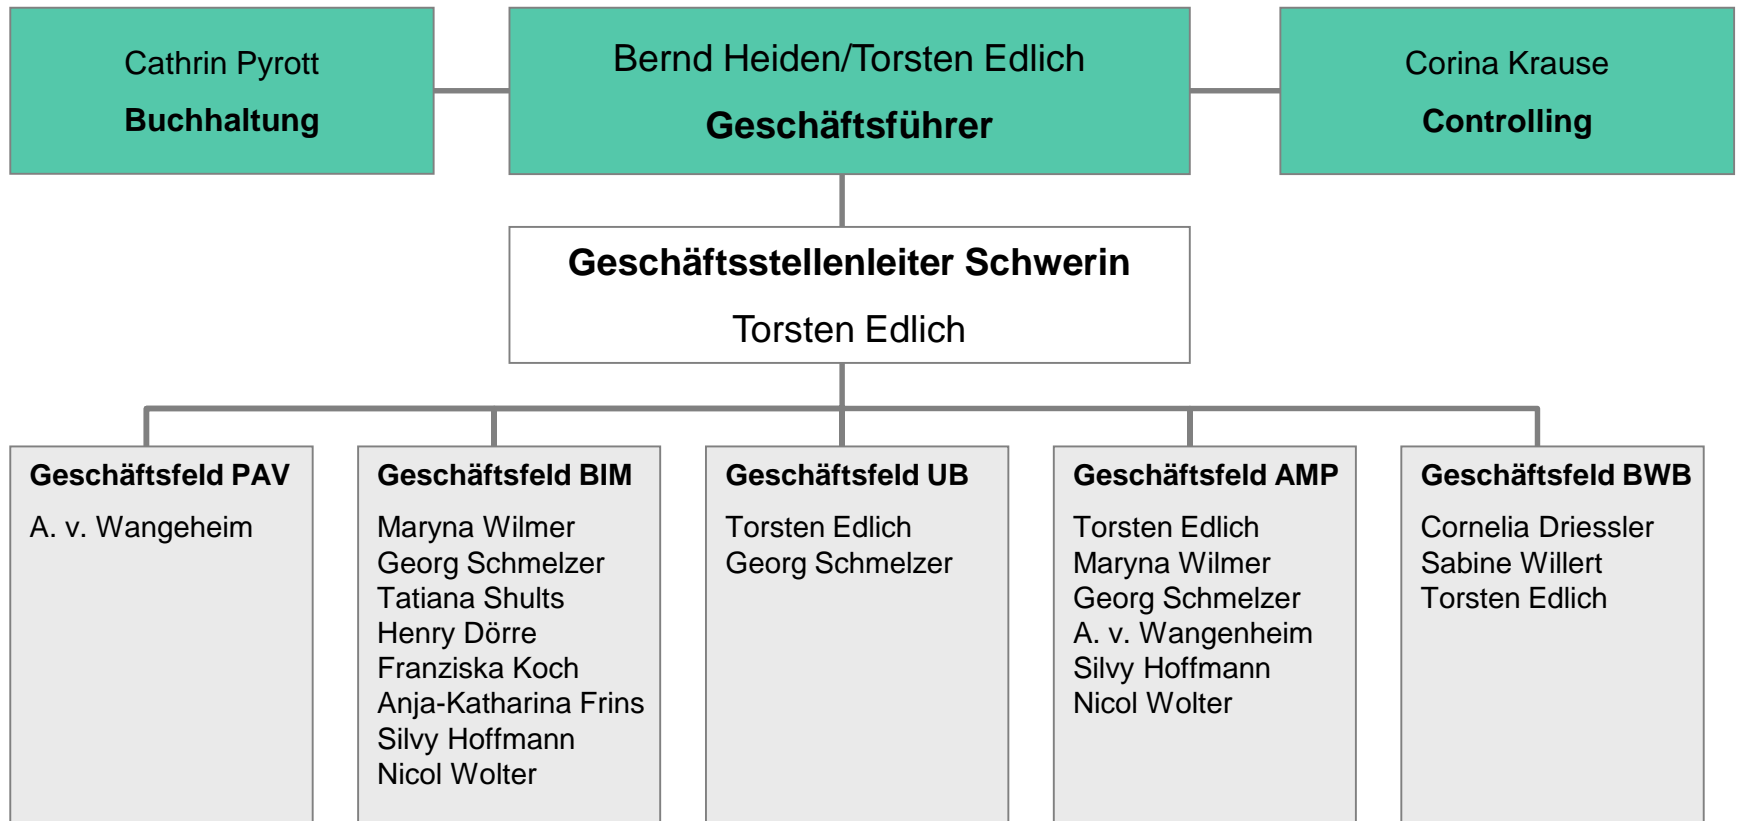 Cathrin Pyrott
Buchhaltung
Bernd Heiden/Torsten Edlich
Geschäftsführer
Corina Krause
Controlling
Geschäftsstellenleiter Schwerin
Torsten Edlich
Geschäftsfeld PAV
A. v. Wangeheim
Geschäftsfeld BIM
Maryna Wilmer
Georg Schmelzer
Tatiana Shults
Henry Dörre
Franziska Koch
Anja-Katharina Frins
Silvy Hoffmann
Nicol Wolter
Geschäftsfeld UB
Torsten Edlich
Georg Schmelzer
Geschäftsfeld AMP
Torsten Edlich
Maryna Wilmer
Georg Schmelzer
A. v. Wangenheim
Silvy Hoffmann
Nicol Wolter
Geschäftsfeld BWB
Cornelia Driessler
Sabine Willert
Torsten Edlich